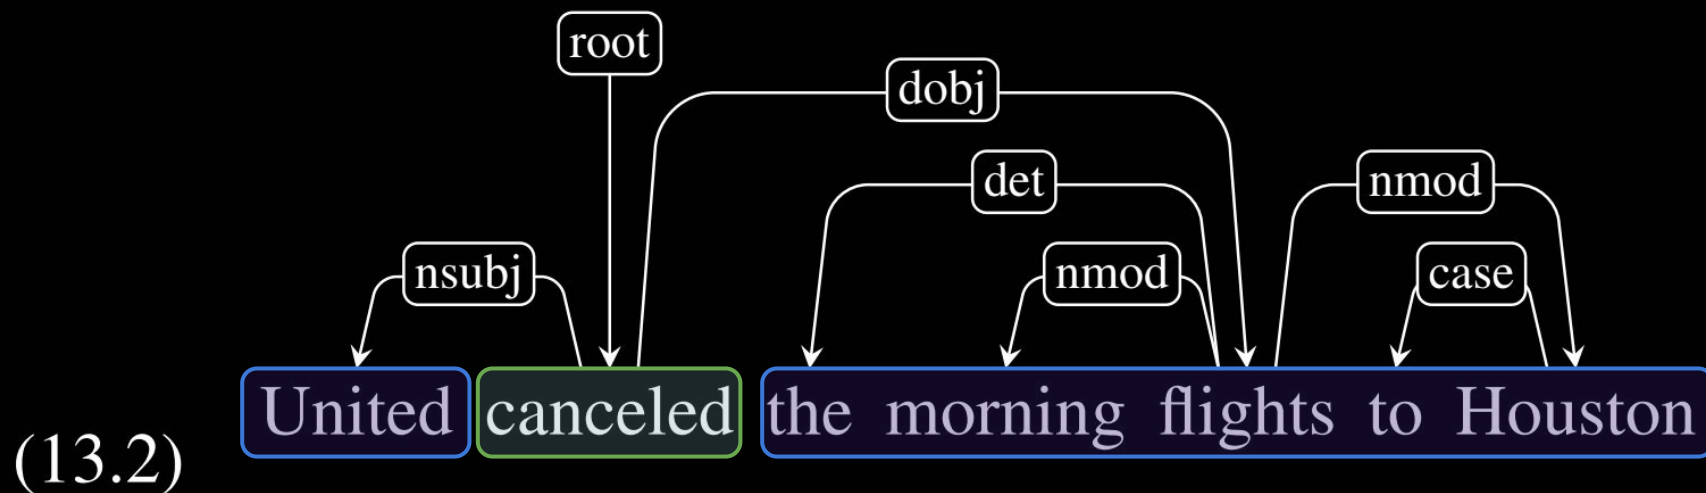 root
dobj
det nmod
nsubj nmod case
United canceled the morning flights to Houston
(13.2)